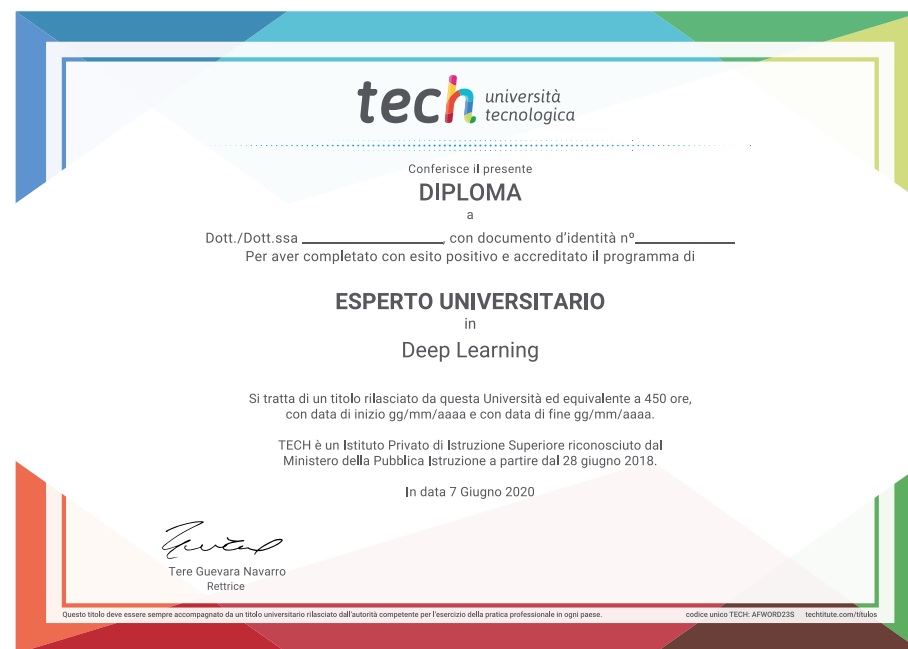 tech università
tecnologica
Conferisce il presente
DIPLOMA
a
Dott./Dott.ssa ____________________, con documento d'identità nº______________
Per aver completato con esito positivo e accreditato il programma di
ESPERTO UNIVERSITARIO
in
Deep Learning
Si tratta di un titolo rilasciato da questa Università ed equivalente a 450 ore,
con data di inizio gg/mm/aaaa e con data di fine gg/mm/aaaa.
TECH è un Istituto Privato di Istruzione Superiore riconosciuto dal
Ministero della Pubblica Istruzione a partire dal 28 giugno 2018.
In data 7 Giugno 2020
Tere Guevara Navarro
Rettrice
Questo titolo deve essere sempre accompagnato da un titolo universitario rilasciato dall'autorità competente per l'esercizio della pratica professionale in ogni paese. codice unico TECH: AFWORD23S techtitute.com/titulos